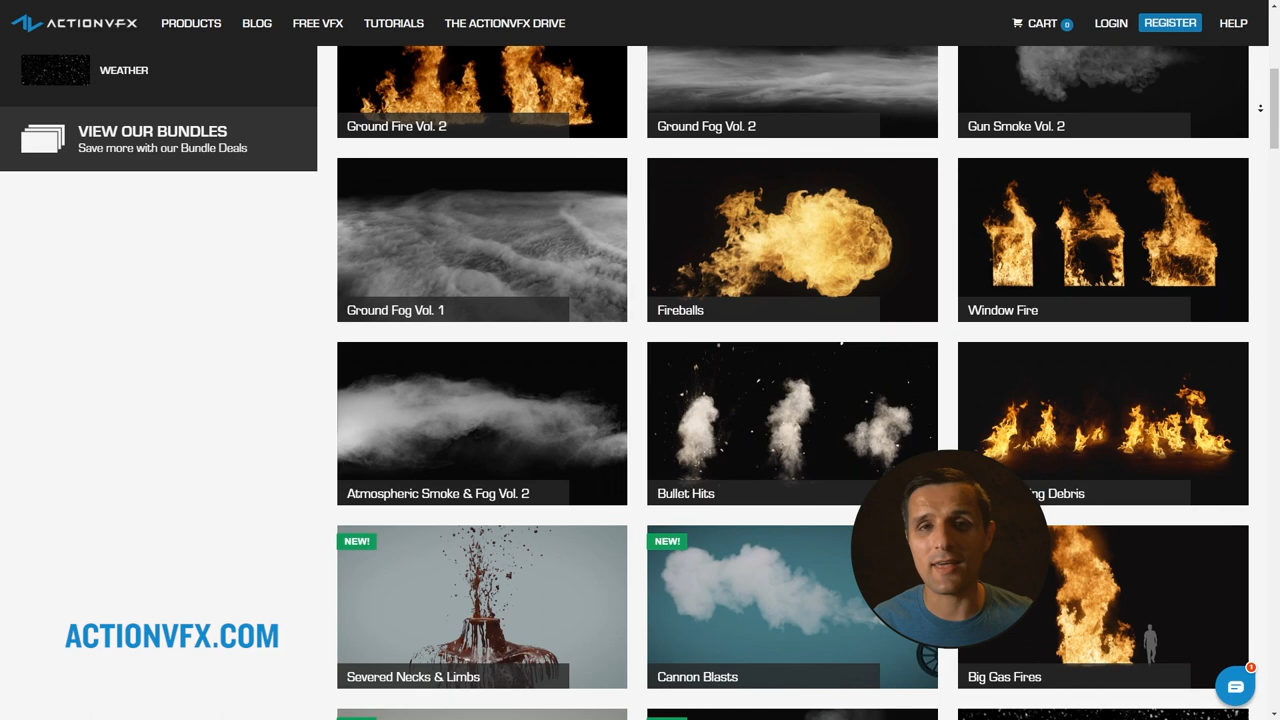 ACTIONVFX
PRODUCTS
BLOG
FREE VFX
TUTORIALS
THE ACTIONVFX DRIVE
CART 0
LOGIN
REGISTER
HELP
WEATHER
VIEW OUR BUNDLES
Save more with our Bundle Deals
Ground Fire Vol. 2
Ground Fog Vol. 2
Gun Smoke Vol. 2
Ground Fog Vol. 1
Fireballs
Window Fire
Atmospheric Smoke & Fog Vol. 2
Bullet Hits
Debris
NEW!
NEW!
Severed Necks & Limbs
Cannon Blasts
Big Gas Fires
ACTIONVFX.COM
1